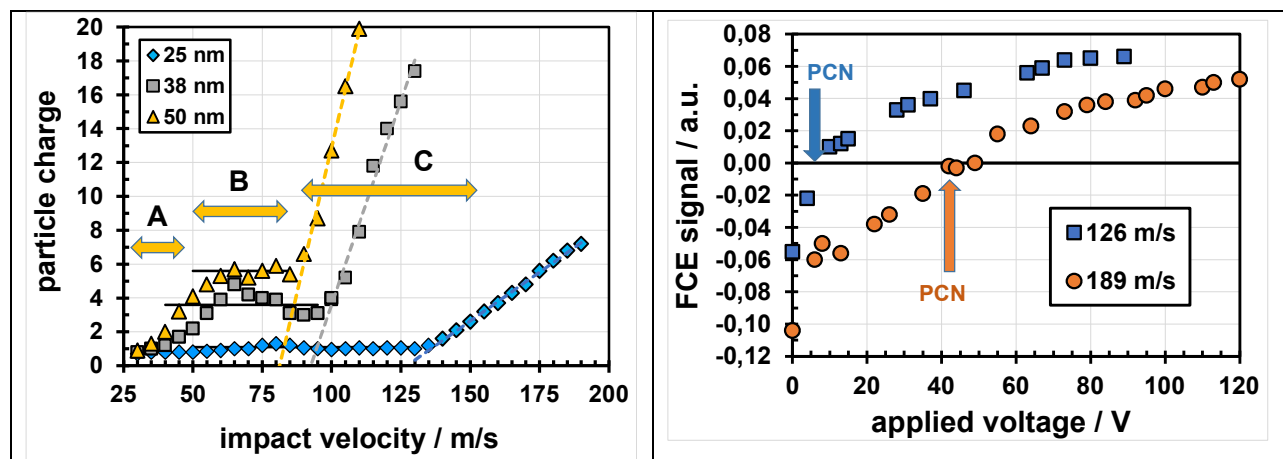 20
18
16
14
12
10
8
6
4
2
0
particle charge
25 nm
38 nm
50 nm
A
B
C
25 50 75 100 125 150 175 200
impact velocity / m/s
0,08
0,06
0,04
0,02
0,00
-0,02
-0,04
-0,06
-0,08
-0,10
-0,12
FCE signal / a.u.
PCN
PCN
126 m/s
189 m/s
0 20 40 60 80 100 120
applied voltage / V